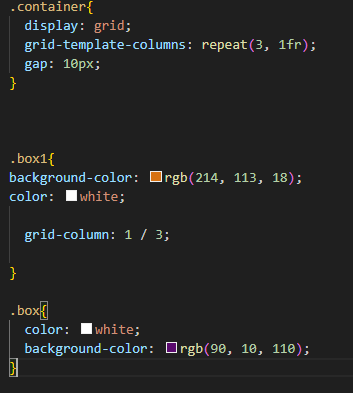 .container{
  display: grid;
  grid-template-columns: repeat(3, 1fr);
  gap: 10px;
}
.box1{
background-color: rgb(214, 113, 18);
color: white;
  grid-column: 1 / 3;
}
.box{
  color: white;
  background-color: rgb(90, 10, 110);
}